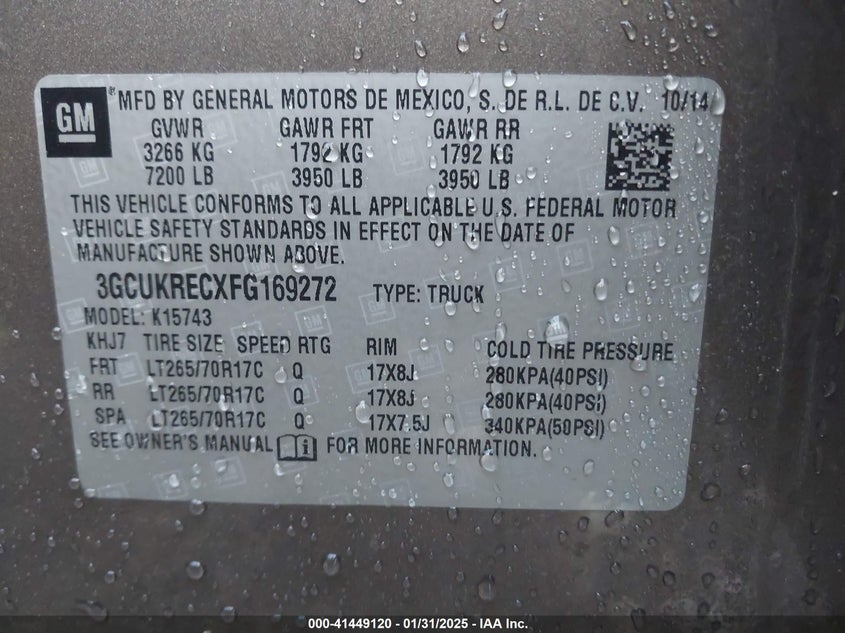 GM ® MFD BY GENERAL MOTORS DE MEXICO, S. DE R.L. DE C.V. 10/14
GVWR GAWR FRT GAWR RR
3266 KG 1792 KG 1792 KG
7200 LB 3950 LB 3950 LB
THIS VEHICLE CONFORMS TO ALL APPLICABLE U.S. FEDERAL MOTOR
VEHICLE SAFETY STANDARDS IN EFFECT ON THE DATE OF
MANUFACTURE SHOWN ABOVE.
3GCUKRECXFG169272 TYPE: TRUCK
MODEL: K15743
KHJ7 TIRE SIZE SPEED RTG RIM COLD TIRE PRESSURE
FRT LT265/70R17C Q 17X8J 280KPA(40PSI)
RR LT265/70R17C Q 17X8J 280KPA(40PSI)
SPA LT265/70R17C Q 17X7.5J 340KPA(50PSI)
SEE OWNER'S MANUAL i FOR MORE INFORMATION.
000-41449120 - 01/31/2025 - IAA Inc.